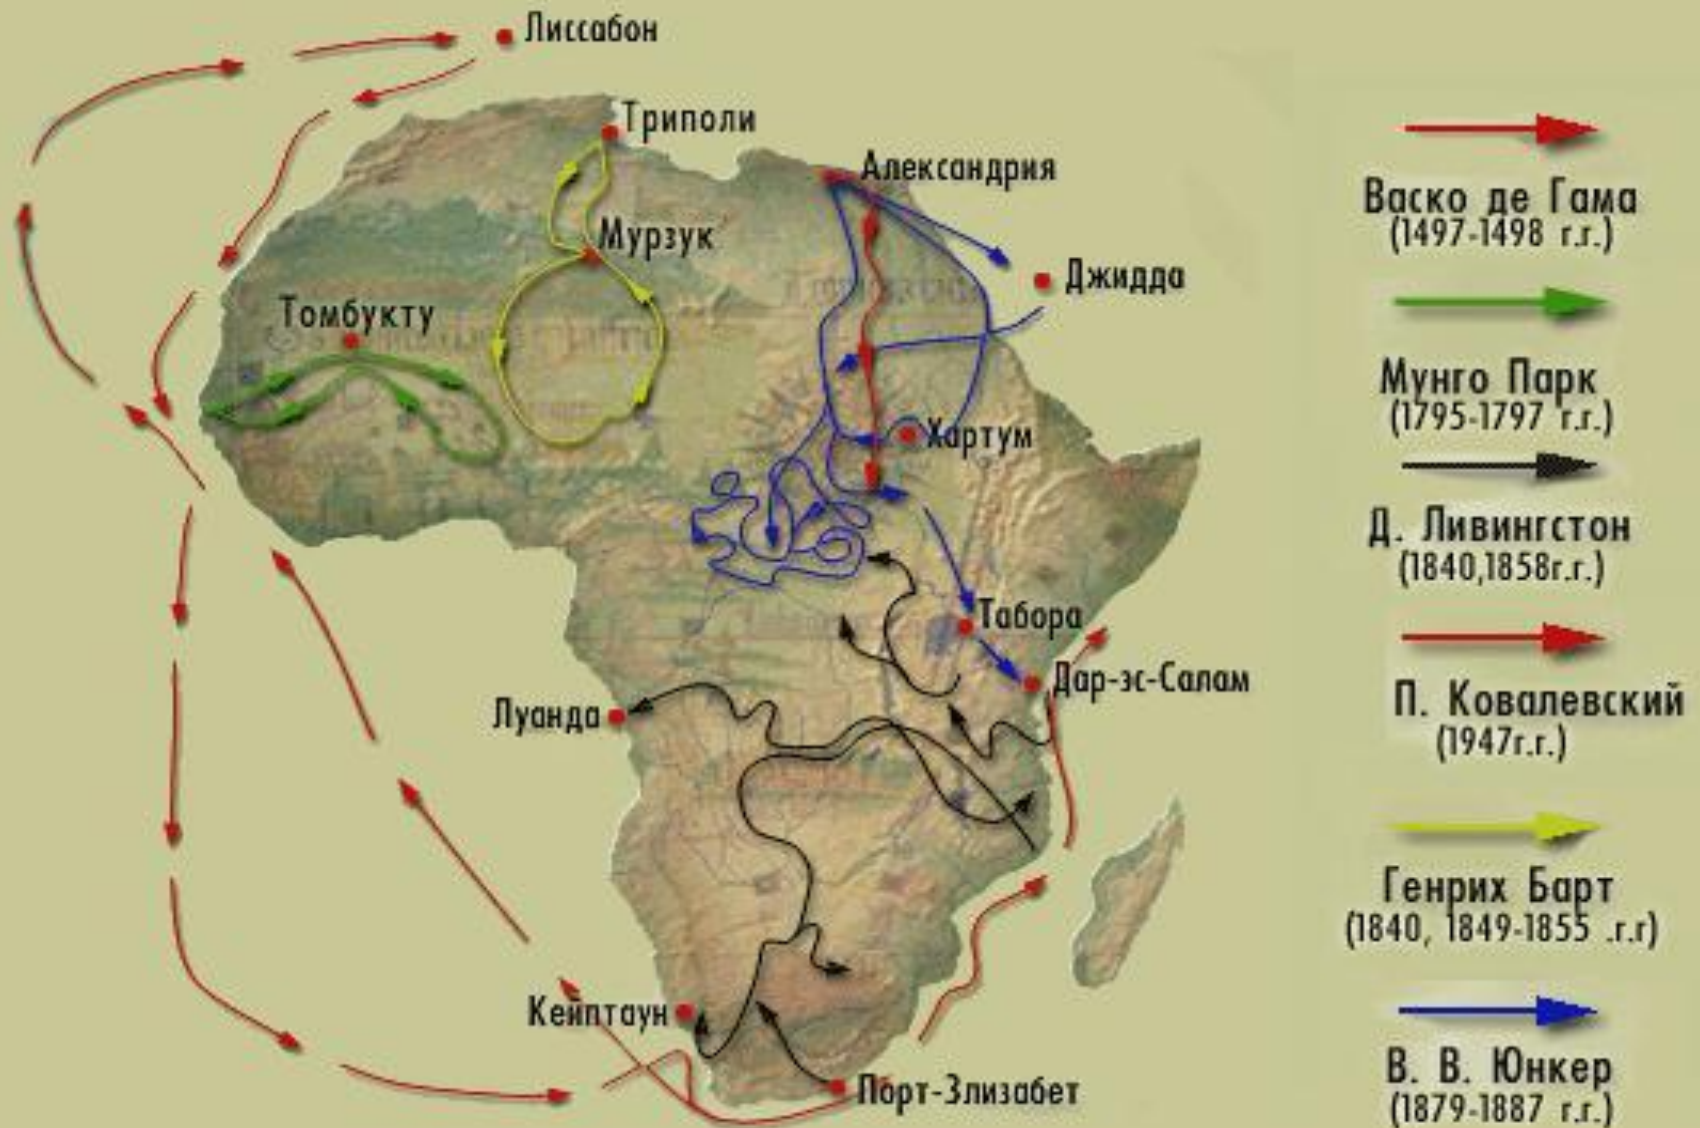 Лиссабон
Триполи
Александрия
Мурзук
Джидда
Томбукту
Хартум
Табора
Дар-эс-Салам
Луанда
Кейптаун
Порт-Элизабет
Васко де Гама
(1497-1498 г.г.)
Мунго Парк
(1795-1797 г.г.)
Д. Ливингстон
(1840,1858г.г.)
П. Ковалевский
(1947г.г.)
Генрих Барт
(1840, 1849-1855 .г.г)
В. В. Юнкер
(1879-1887 г.г.)